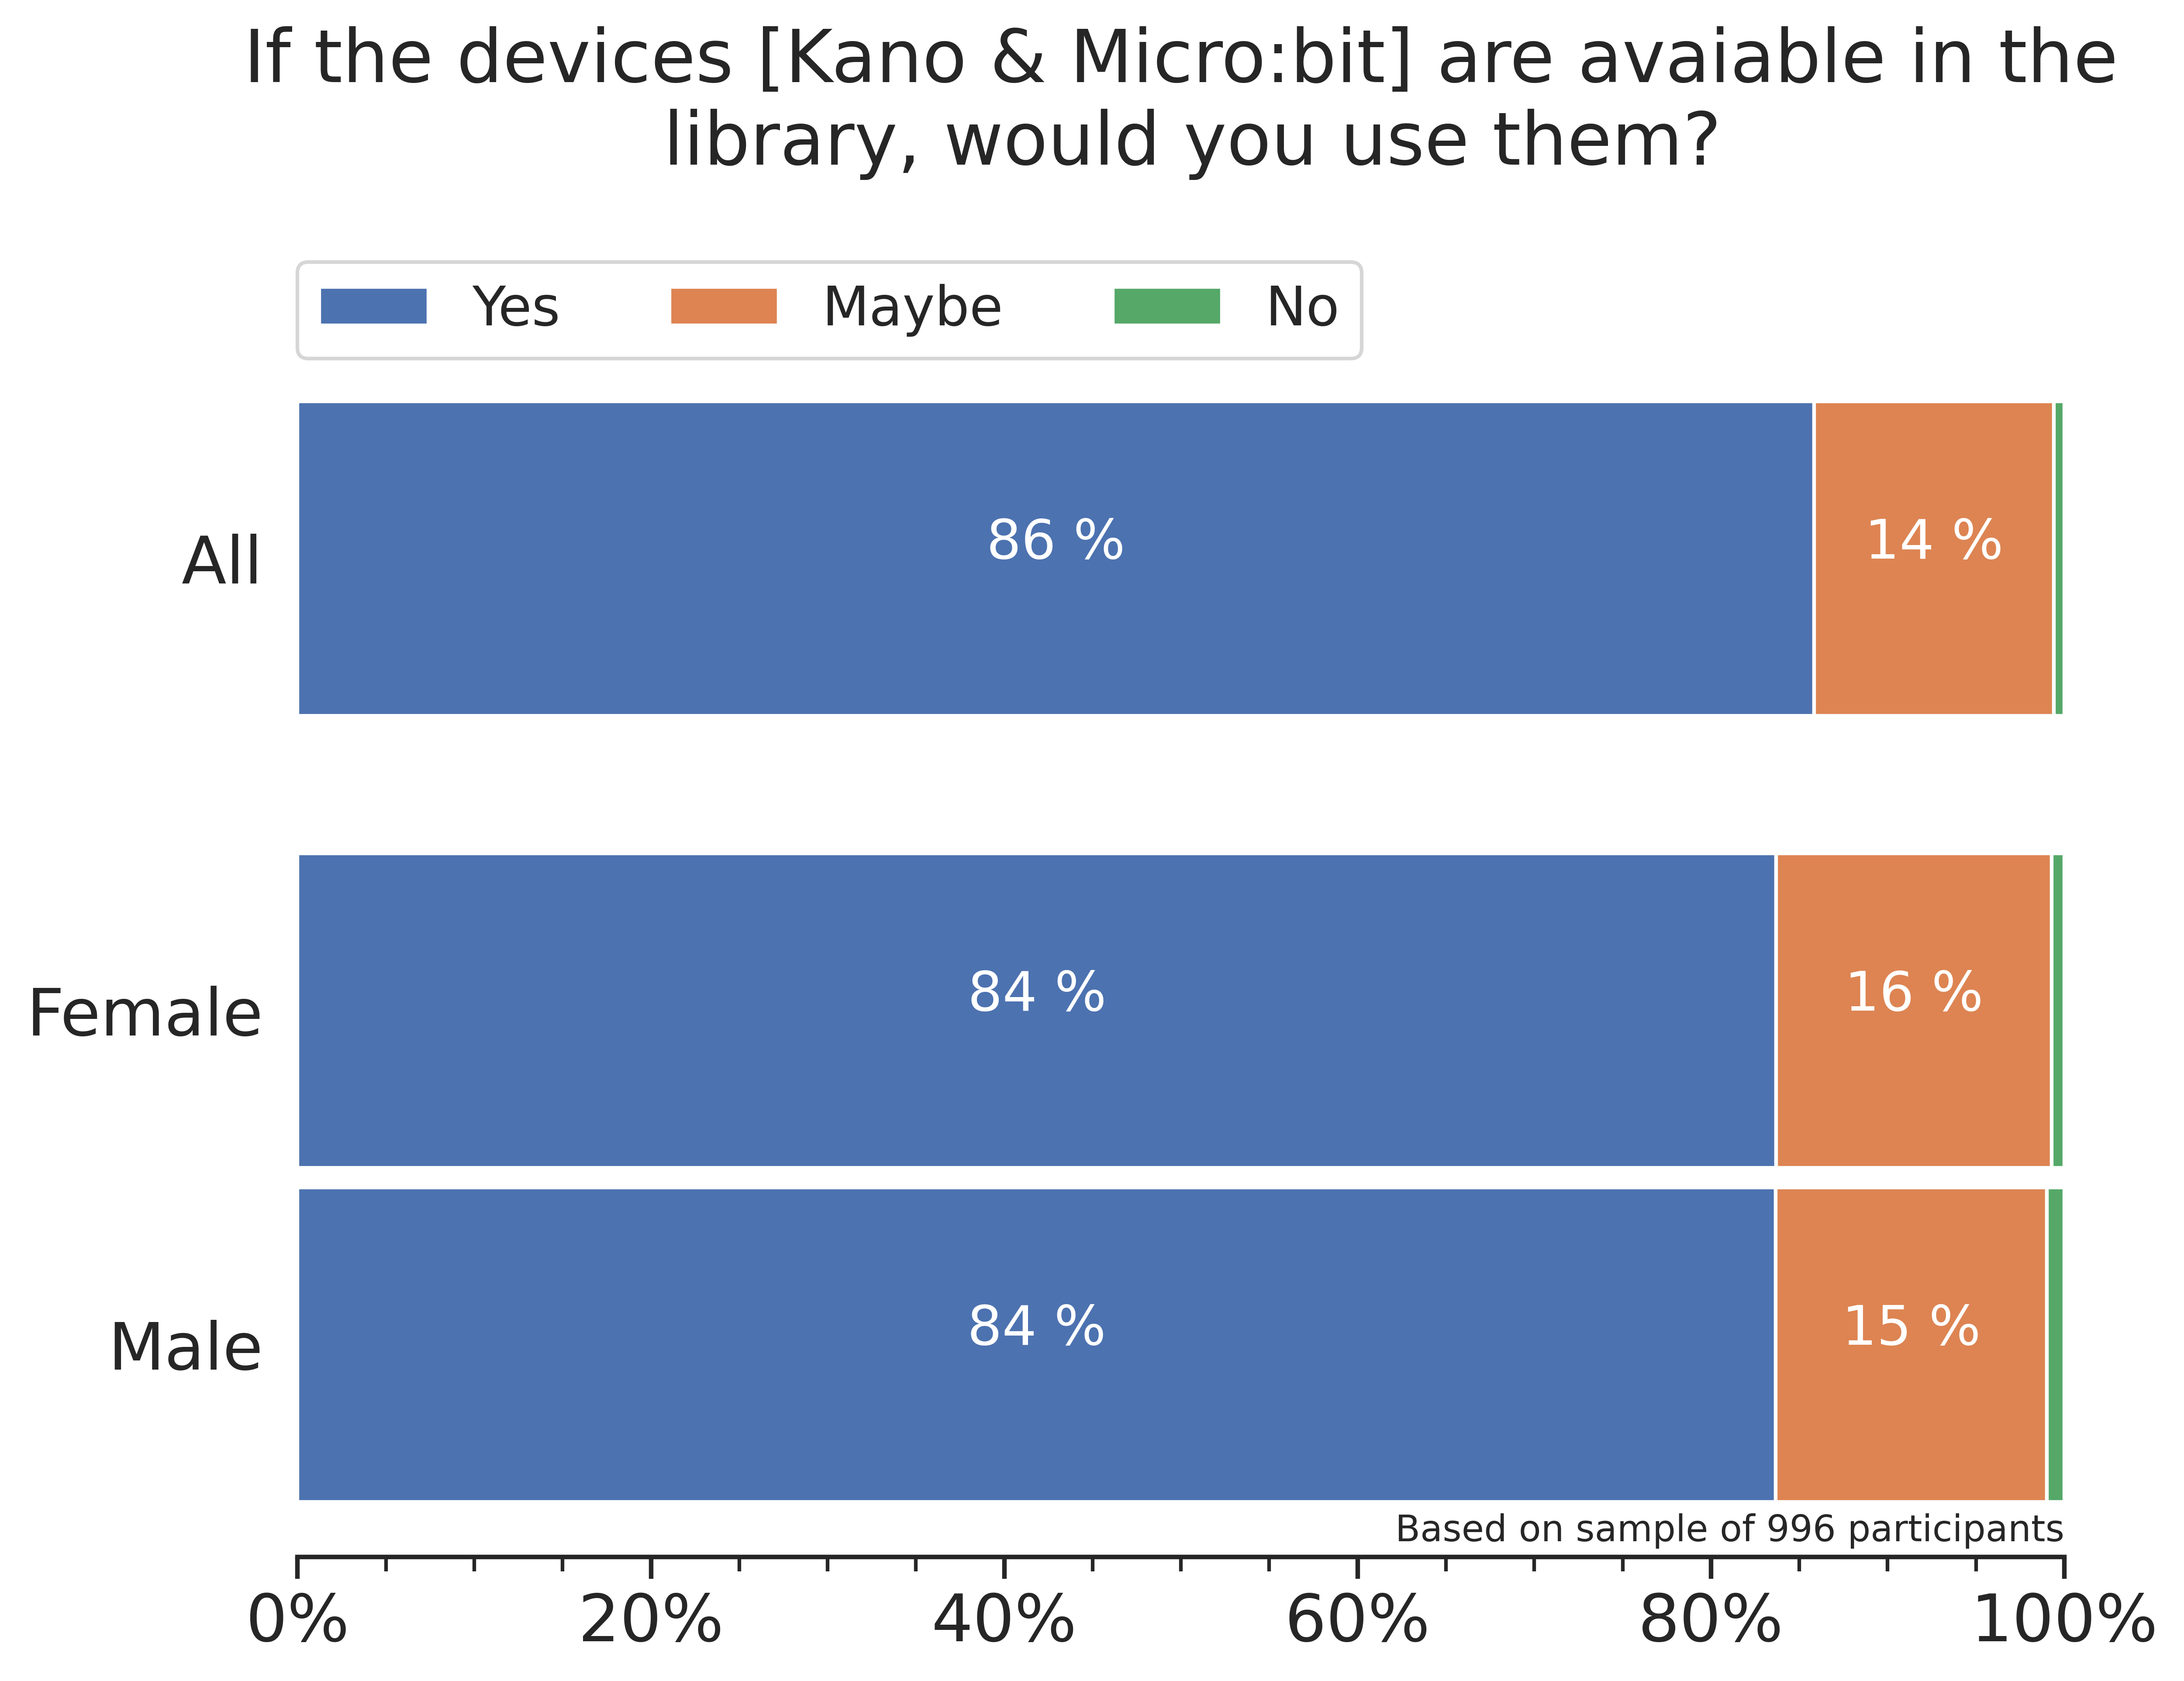 If the devices [Kano & Micro:bit] are avaiable in the
library, would you use them?
Yes Maybe No
All 86 % 14 %
Female 84 % 16 %
Male 84 % 15 %
Based on sample of 996 participants
0% 20% 40% 60% 80% 100%